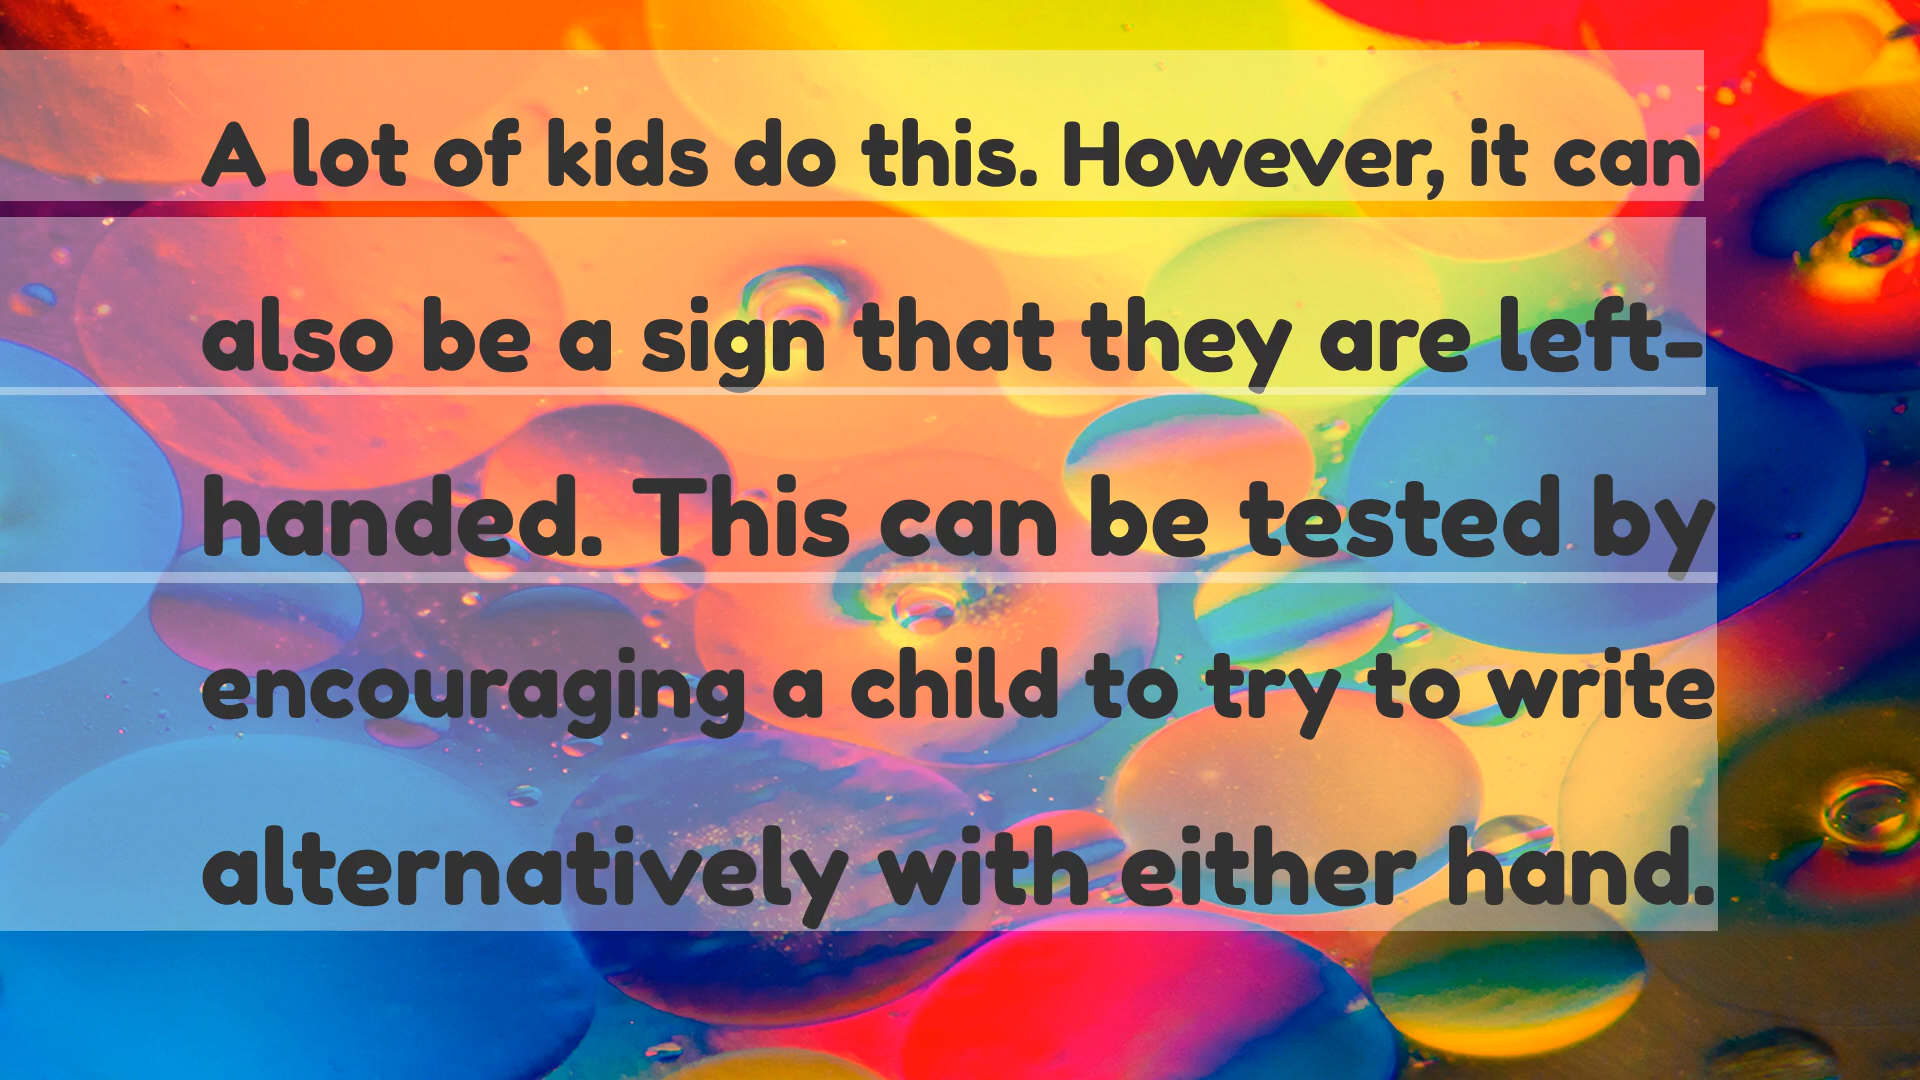 A lot of kids do this. However, it can
also be a sign that they are left-
handed. This can be tested by
encouraging a child to try to write
alternatively with either hand.